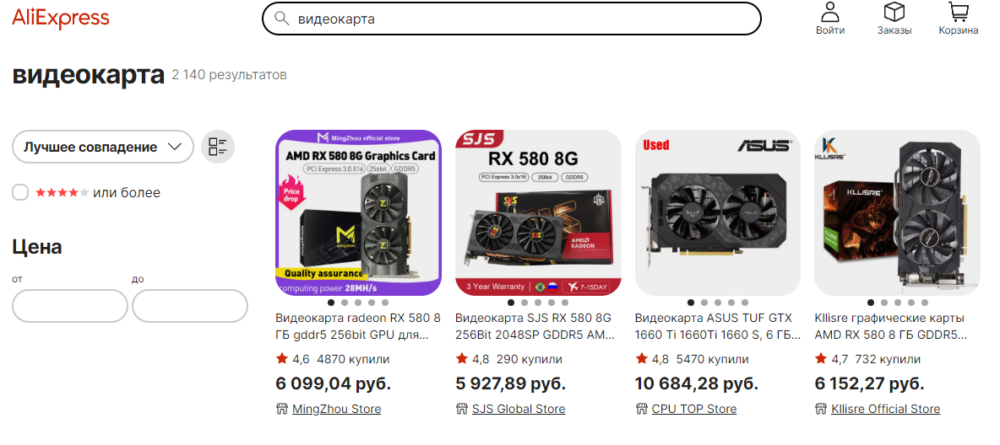 AliExpress
видеокарта
Войти
Заказы
Корзина
видеокарта 2 140 результатов
Лучшее совпадение
или более
Цена
от
до
MingZhou official store
AMD RX 580 8G Graphics Card
PCI Express 3.0 X16 256bit GDDR5
Price
drop
mingzhou
Mingzhou
Quality assurance
computing power 28MH/s
Видеокарта radeon RX 580 8
ГБ gddr5 256bit GPU для...
4,6 4870 купили
6 099,04 руб.
MingZhou Store
SJS
RX 580 8G
PCI Express 3.0x16 256bit GDDR5
SJS
SJS
AMD
RADEON
3 Year Warranty
7-15DAY
Видеокарта SJS RX 580 8G
256Bit 2048SP GDDR5 AM...
4,8 290 купили
5 927,89 руб.
SJS Global Store
Used
ASUS
ASUS
Видеокарта ASUS TUF GTX
1660 Ti 1660Ti 1660 S, 6 ГБ...
4,8 5470 купили
10 684,28 руб.
CPU TOP Store
KLLISRE
KLLISRE
Kllisre графические карты
AMD RX 580 8 ГБ GDDR5...
4,7 732 купили
6 152,27 руб.
Kllisre Official Store